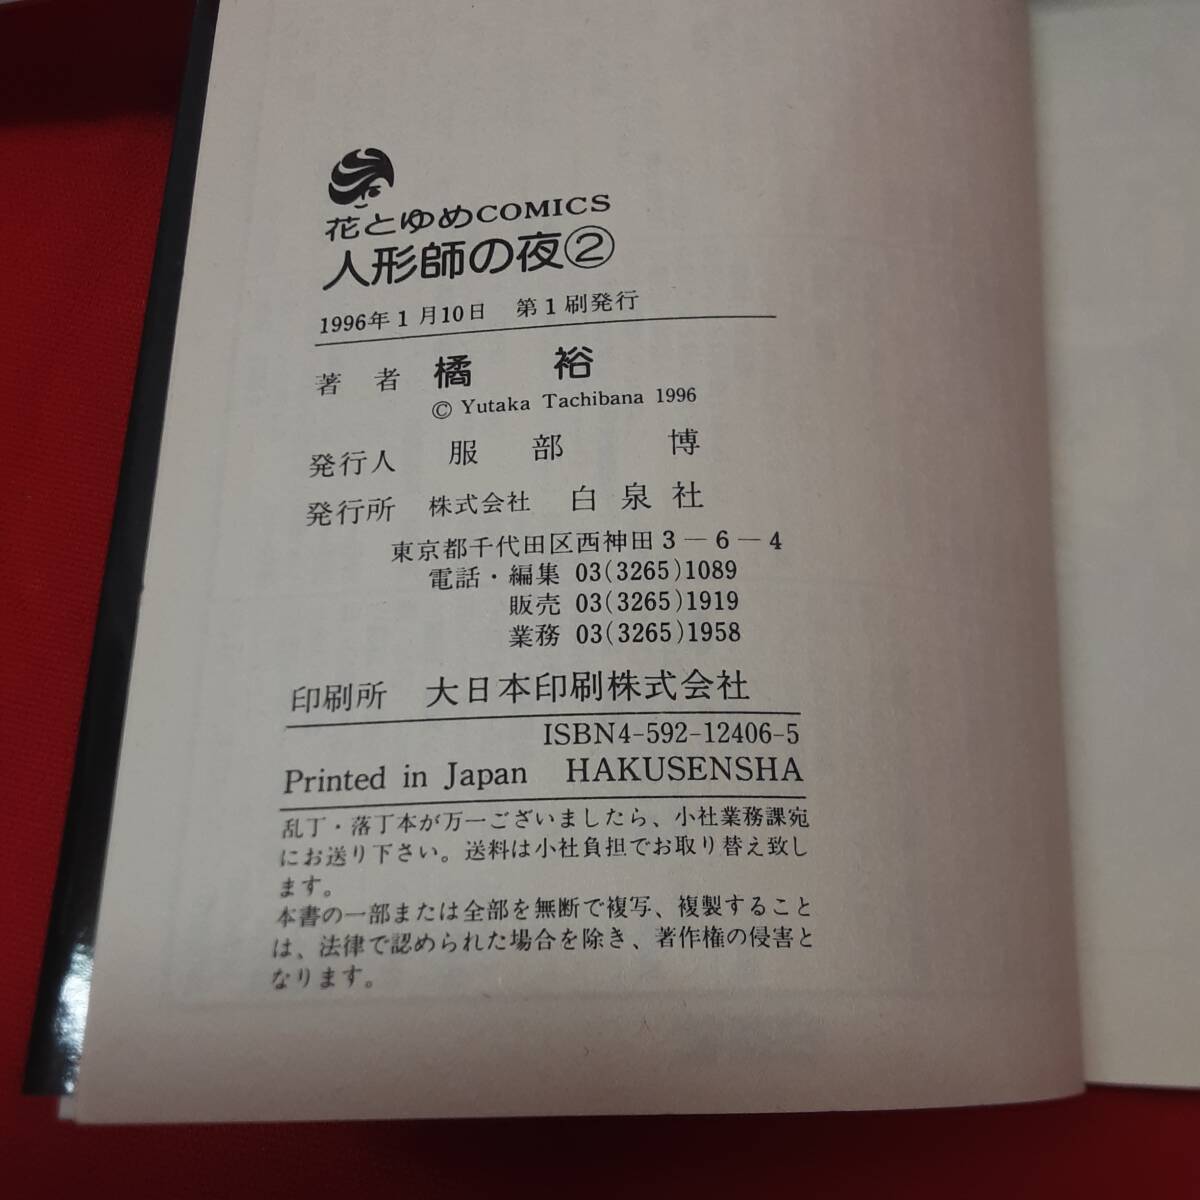 花とゆめCOMICS
人形師の夜②
1996年1月10日 第1刷発行
著者 橘 裕
© Yutaka Tachibana 1996
発行人 服部 博
発行所 株式会社 白泉社
東京都千代田区西神田3－6－4
電話・編集 03(3265)1089
販売 03(3265)1919
業務 03(3265)1958
印刷所 大日本印刷株式会社
ISBN4-592-12406-5
Printed in Japan HAKUSENSHA
乱丁・落丁本が万一ございましたら、小社業務課宛
にお送り下さい。送料は小社負担でお取り替え致し
ます。
本書の一部または全部を無断で複写、複製すること
は、法律で認められた場合を除き、著作権の侵害と
なります。